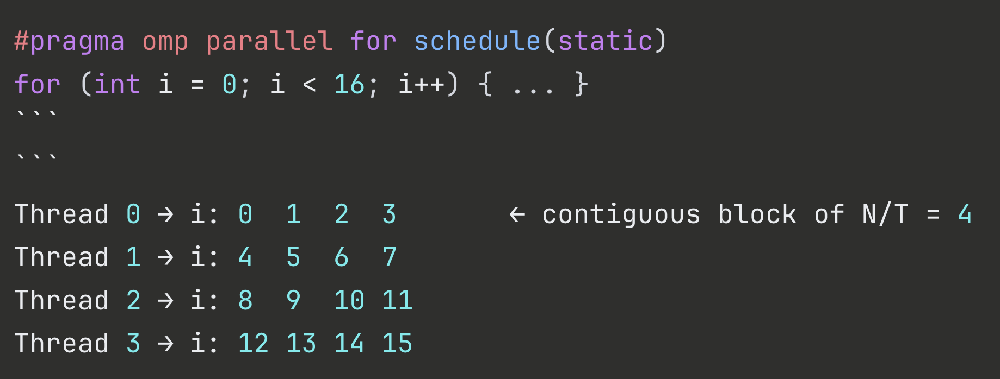 #pragma omp parallel for schedule(static)
for (int i = 0; i < 16; i++) { ... }
```
```
Thread 0 → i: 0  1  2  3       ← contiguous block of N/T = 4
Thread 1 → i: 4  5  6  7
Thread 2 → i: 8  9  10 11
Thread 3 → i: 12 13 14 15